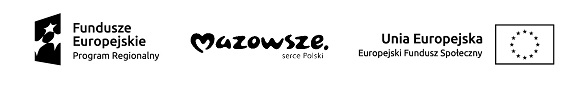 Fundusze
Europejskie
Program Regionalny
mazowsze.
serce Polski
Unia Europejska
Europejski Fundusz Społeczny